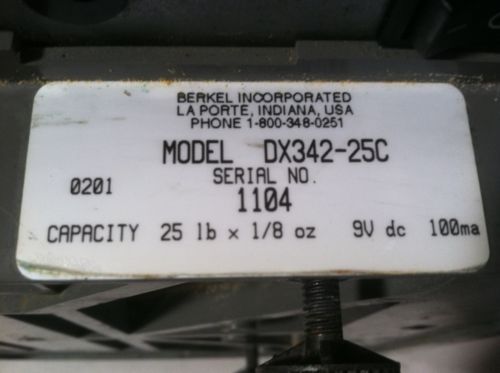 BERKEL INCORPORATED
LA PORTE, INDIANA, USA
PHONE 1-800-348-0251
MODEL DX342-25C
SERIAL NO.
0201 1104
CAPACITY 25 lb x 1/8 oz 9V dc 100ma